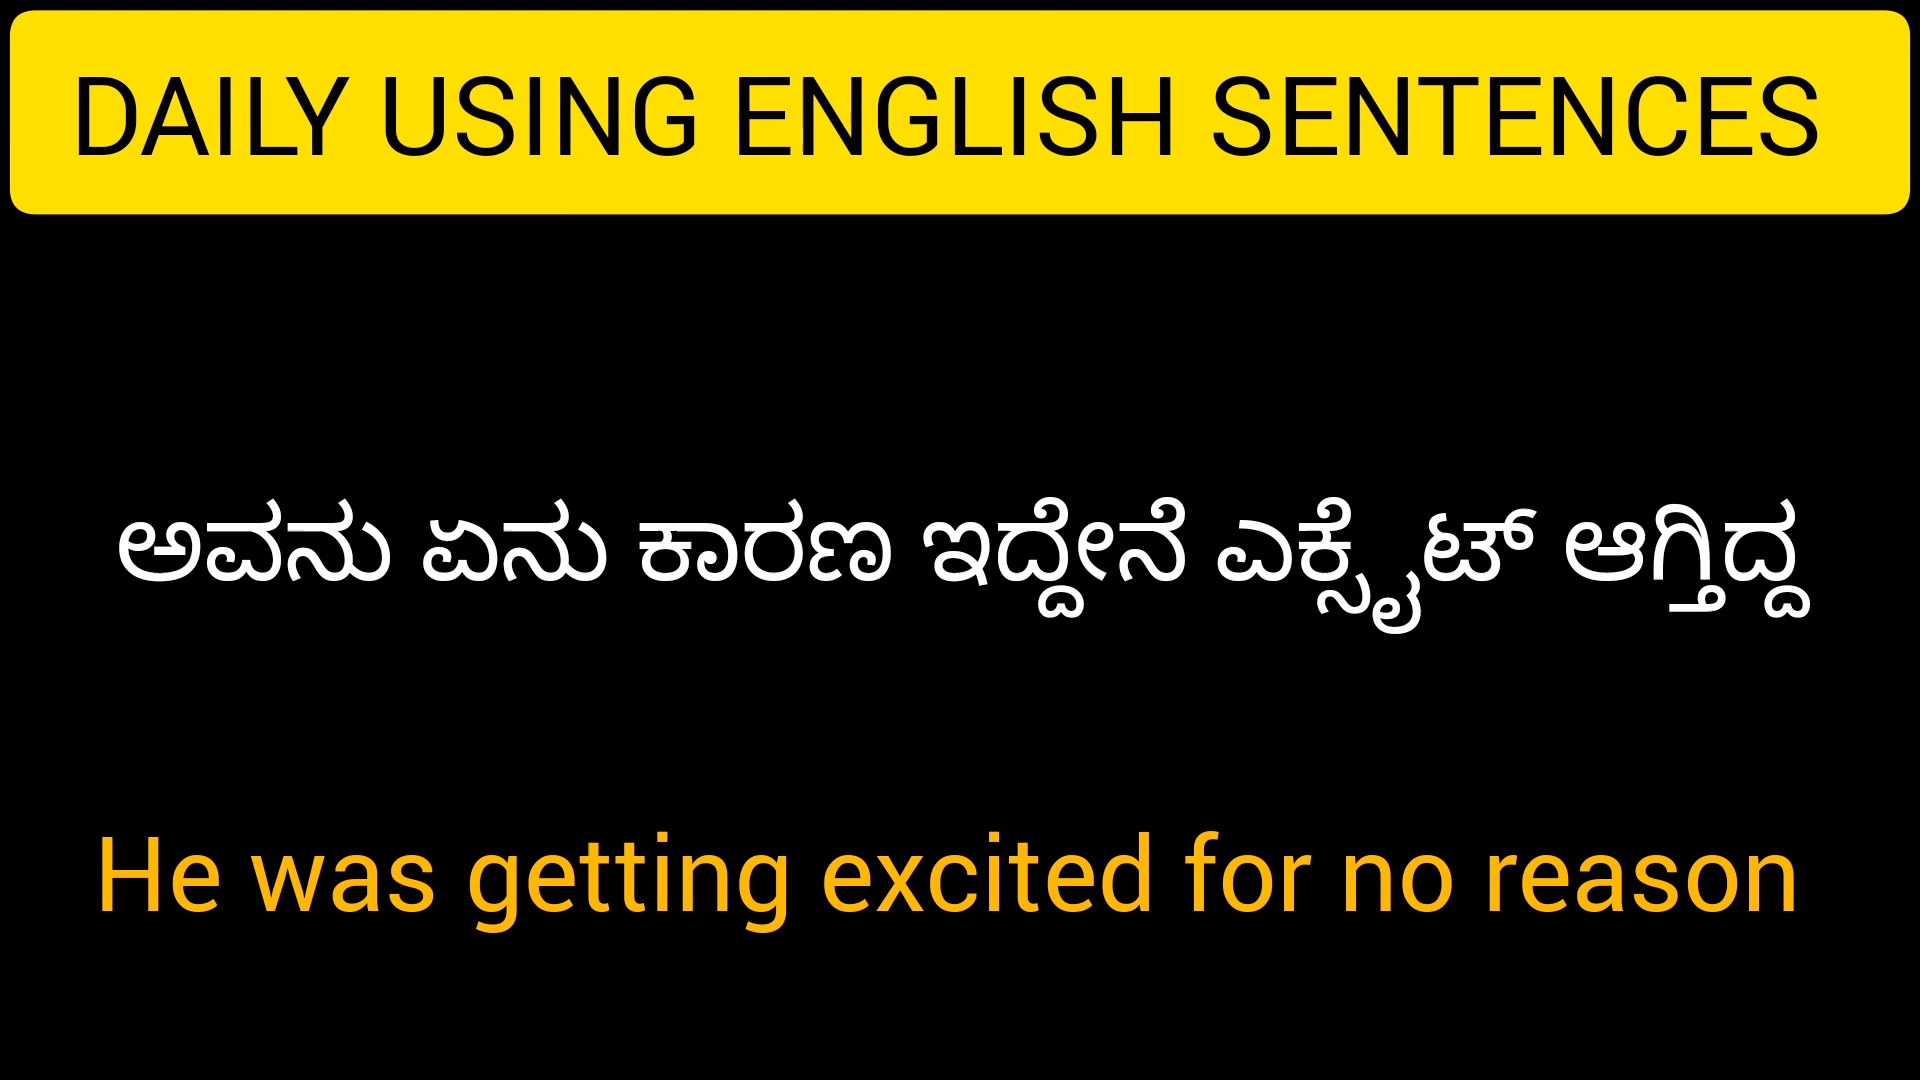 DAILY USING ENGLISH SENTENCES
ಅವನು ಏನು ಕಾರಣ ಇದ್ದೇನೆ ಎಕ್ಸೈಟ್ ಆಗ್ತಿದ್ದ
He was getting excited for no reason